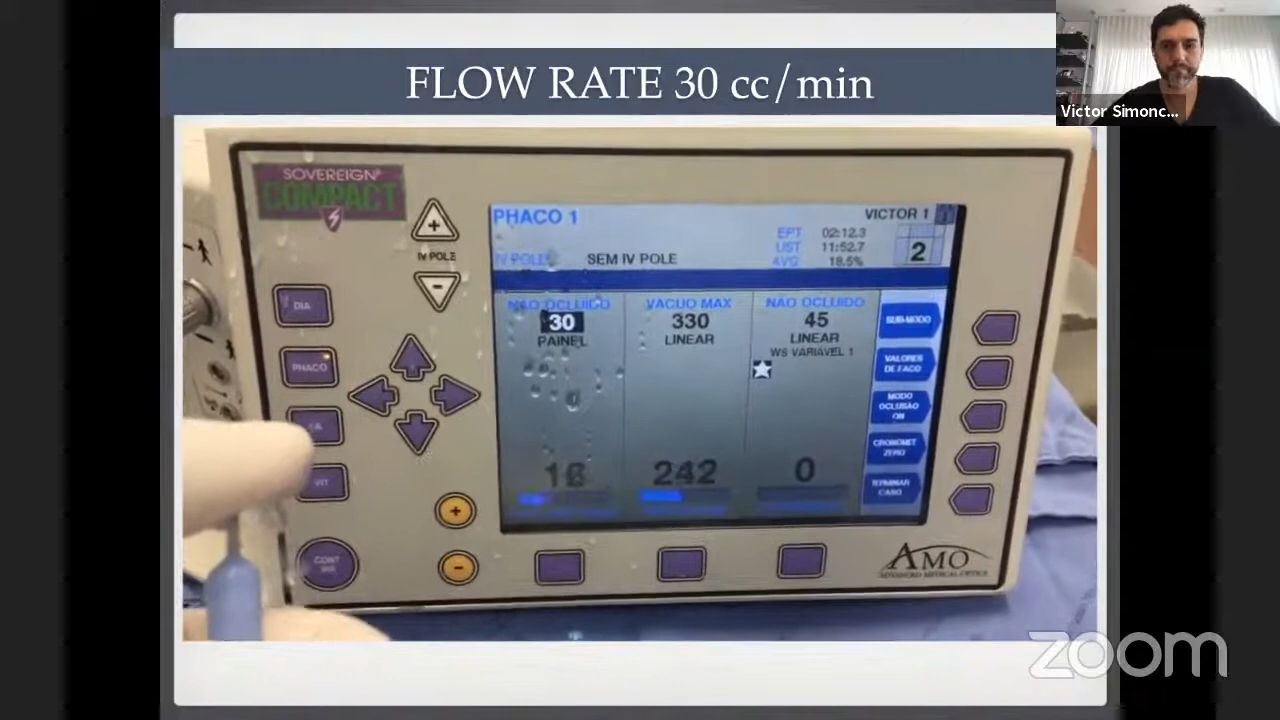 FLOW RATE 30 cc/min
Victor Simonc...
SOVEREIGN®
COMPACT
IV POLE
DIA
PHACO
VIT
PHACO 1
VICTOR 1
EPT 02:12.3
UST 11:52.7
AVG 18.5%
2
IV POLE
SEM IV POLE
NAO OCLUIDO
30
PAINEL
VACUO MAX
330
LINEAR
NAO OCLUIDO
45
LINEAR
WS VARIAVEL 1
SUB-MODO
VALORES
DE FACO
MODO
OCLUSAO
ON
CRONOMET
ZERO
TERMINAR
CASO
242
0
AMO
ADVANCED MEDICAL OPTICS
zoom